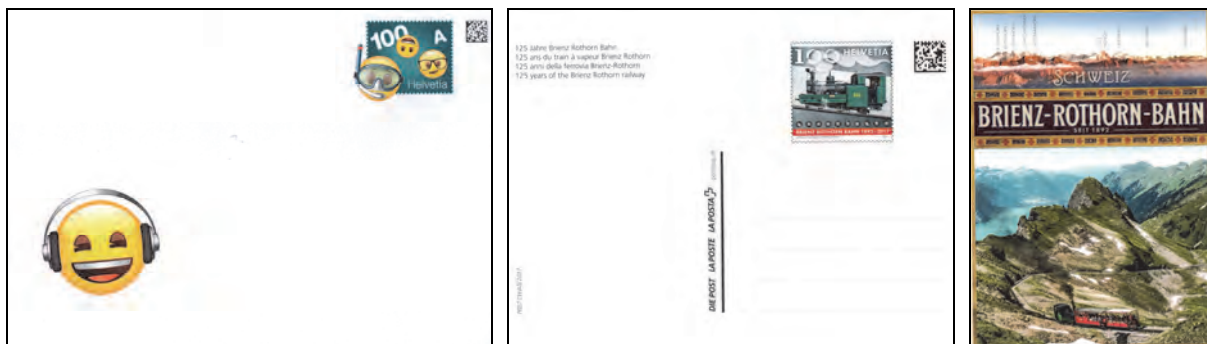 100 A
Helvetia
125 Jahre Brienz Rothorn Bahn
125 ans du train à vapeur Brienz Rothorn
125 anni della ferrovia Brienz-Rothorn
125 years of the Brienz Rothorn railway
100 HELVETIA
BRIENZ ROTHORN BAHN 1892-2017
DIE POST LA POSTE LA POSTA
SCHWEIZ
BRIENZ-ROTHORN-BAHN
SEIT 1892